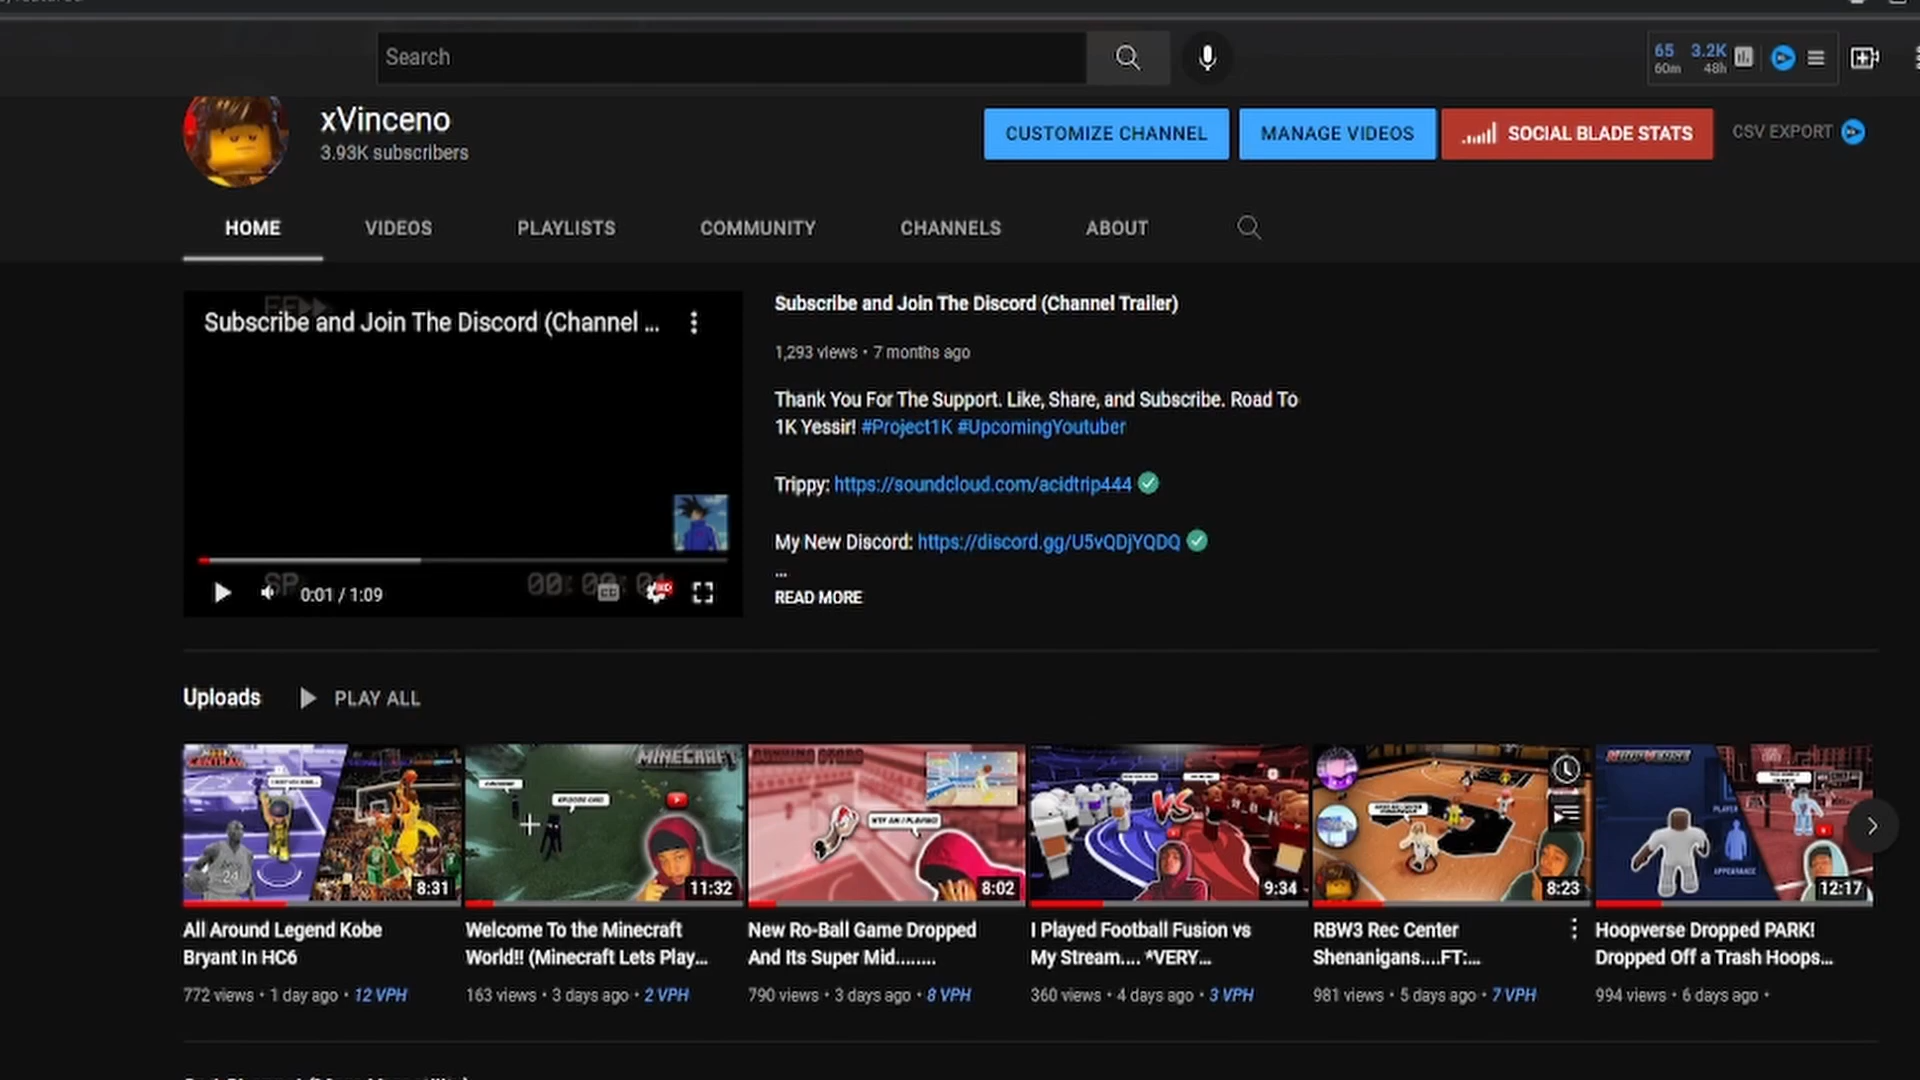 Search
65 3.2K
60m 48h
xVinceno
3.93K subscribers
CUSTOMIZE CHANNEL
MANAGE VIDEOS
SOCIAL BLADE STATS
CSV EXPORT
HOME VIDEOS PLAYLISTS COMMUNITY CHANNELS ABOUT
Subscribe and Join The Discord (Channel ...
SP
0:01 / 1:09
Subscribe and Join The Discord (Channel Trailer)
1,293 views • 7 months ago
Thank You For The Support. Like, Share, and Subscribe. Road To
1K Yessir! #Project1K #UpcomingYoutuber
Trippy: https://soundcloud.com/acidtrip444
My New Discord: https://discord.gg/U5vQDjYQDQ
...
READ MORE
Uploads PLAY ALL
24
8:31
MINECRAFT
11:32
8:02
VS
9:34
8:23
HOOPVERSE
PLAYER
APPEARANCE
12:17
All Around Legend Kobe
Bryant In HC6
772 views • 1 day ago • 12 VPH
Welcome To the Minecraft
World!! (Minecraft Lets Play...
163 views • 3 days ago • 2 VPH
New Ro-Ball Game Dropped
And Its Super Mid........
790 views • 3 days ago • 8 VPH
I Played Football Fusion vs
My Stream.... *VERY...
360 views • 4 days ago • 3 VPH
RBW3 Rec Center
Shenanigans....FT:...
981 views • 5 days ago • 7 VPH
Hoopverse Dropped PARK!
Dropped Off a Trash Hoops...
994 views • 6 days ago •